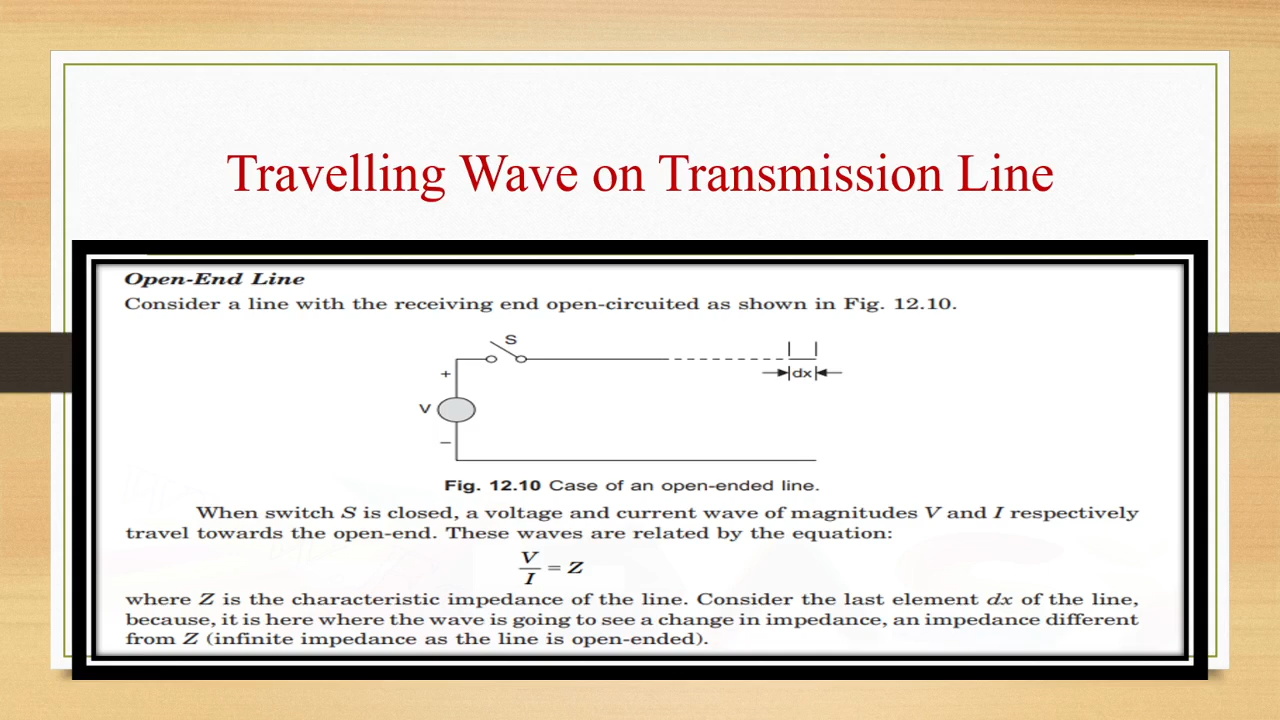 Travelling Wave on Transmission Line
Open-End Line
Consider a line with the receiving end open-circuited as shown in Fig. 12.10.
S
+
dx
V
–
Fig. 12.10 Case of an open-ended line.
When switch S is closed, a voltage and current wave of magnitudes V and I respectively
travel towards the open-end. These waves are related by the equation:
V
I = Z
where Z is the characteristic impedance of the line. Consider the last element dx of the line,
because, it is here where the wave is going to see a change in impedance, an impedance different
from Z (infinite impedance as the line is open-ended).